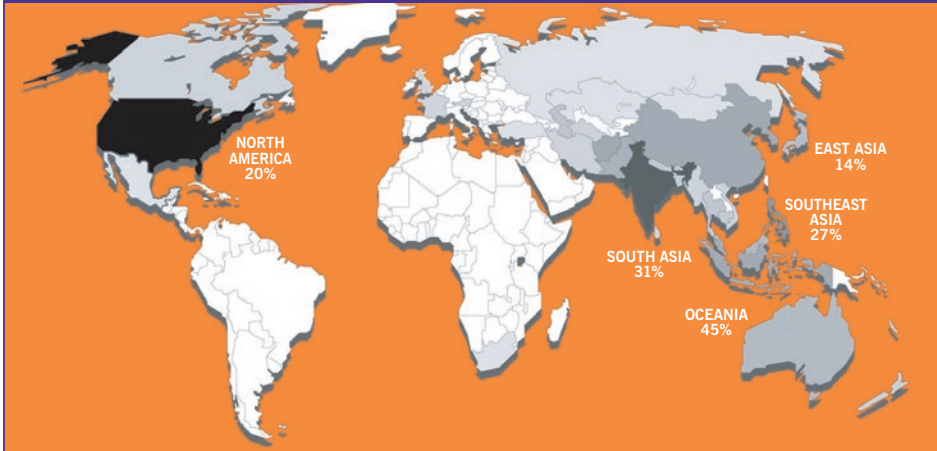 NORTH
AMERICA
20%
EAST ASIA
14%
SOUTHEAST
ASIA
27%
SOUTH ASIA
31%
OCEANIA
45%